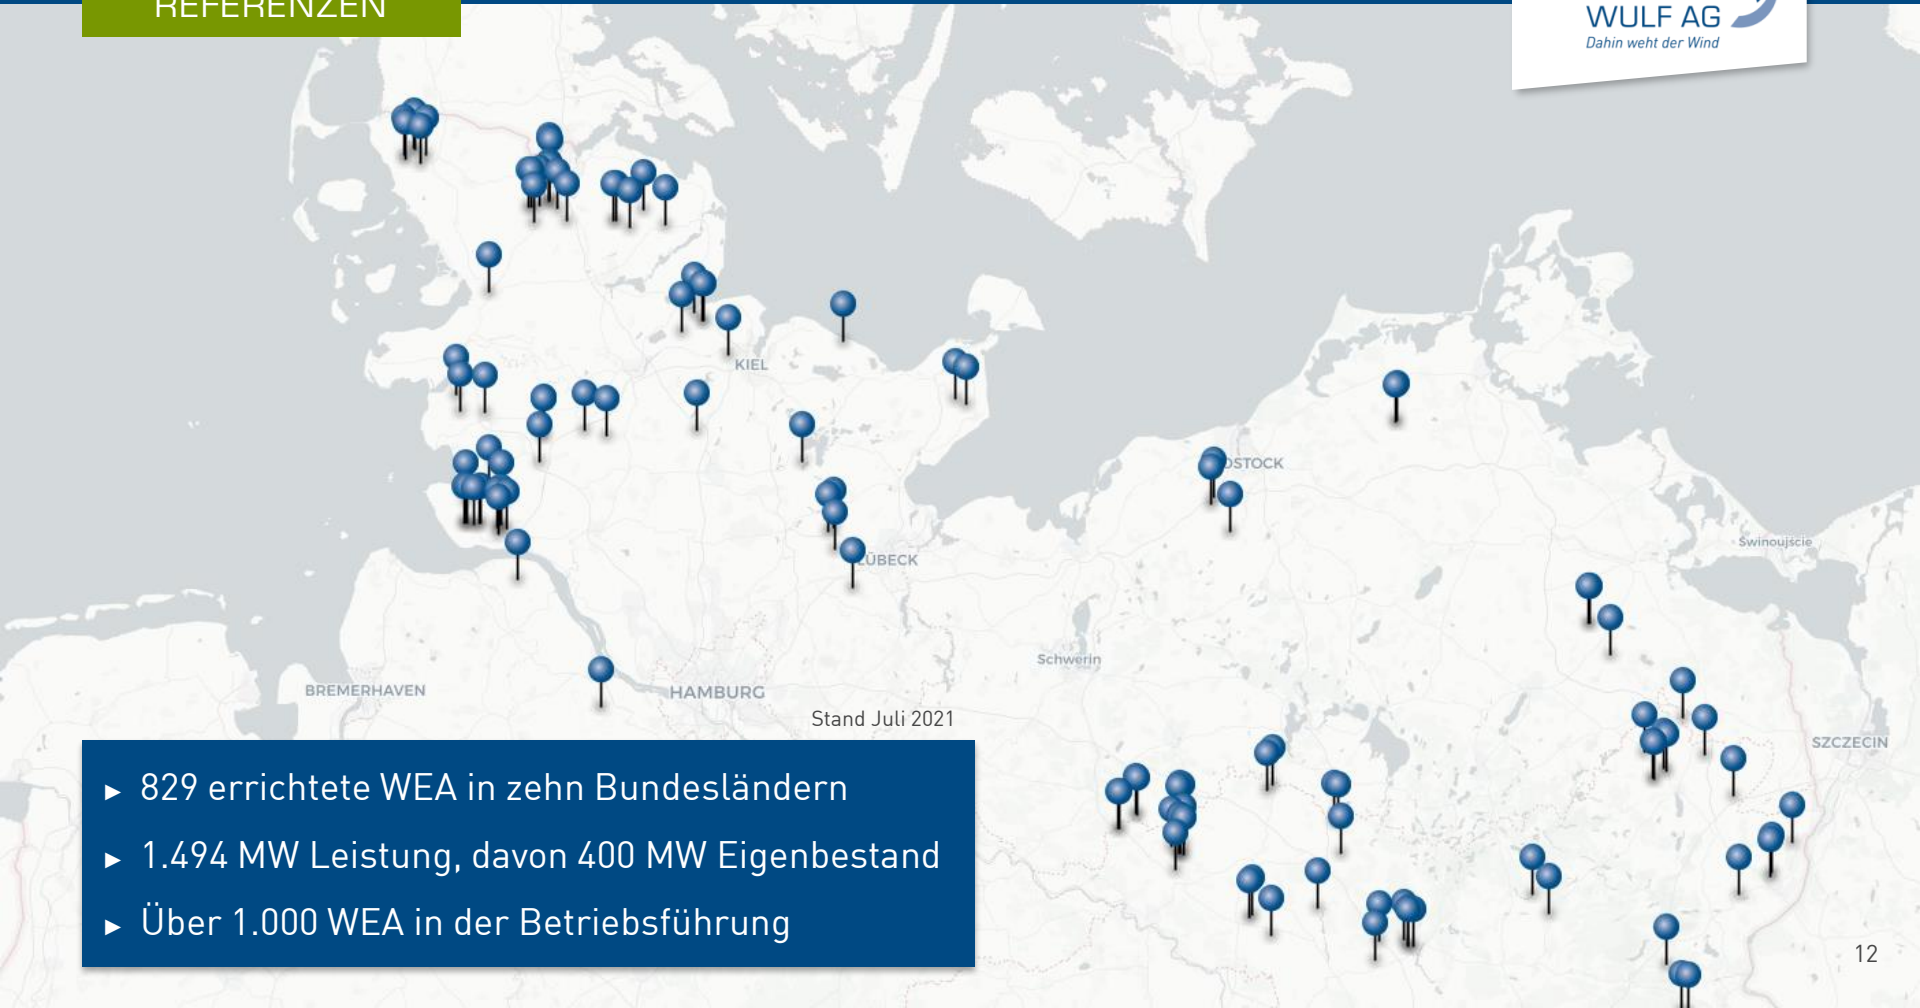 REFERENZEN
WULF AG
Dahin weht der Wind
KIEL
OSTOCK
Świnoujście
ÜBECK
Schwerin
BREMERHAVEN
HAMBURG
Stand Juli 2021
SZCZECIN
► 829 errichtete WEA in zehn Bundesländern
► 1.494 MW Leistung, davon 400 MW Eigenbestand
► Über 1.000 WEA in der Betriebsführung
12